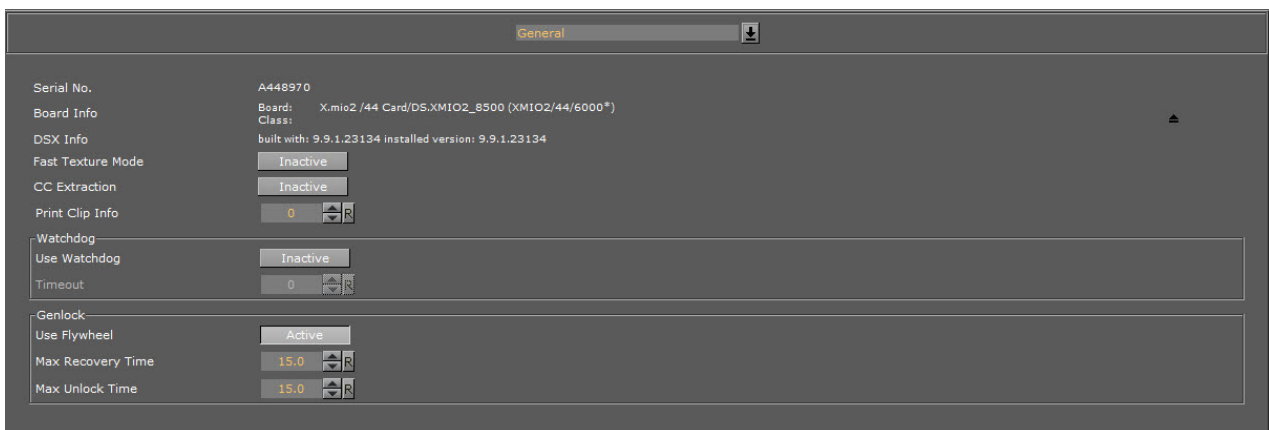 General
Serial No. A448970
Board Info Board: X.mio2 /44 Card/DS.XMIO2_8500 (XMIO2/44/6000*)
Class:
DSX Info built with: 9.9.1.23134 installed version: 9.9.1.23134
Fast Texture Mode Inactive
CC Extraction Inactive
Print Clip Info 0 R
Watchdog
Use Watchdog Inactive
Timeout 0 R
Genlock
Use Flywheel Active
Max Recovery Time 15.0 R
Max Unlock Time 15.0 R